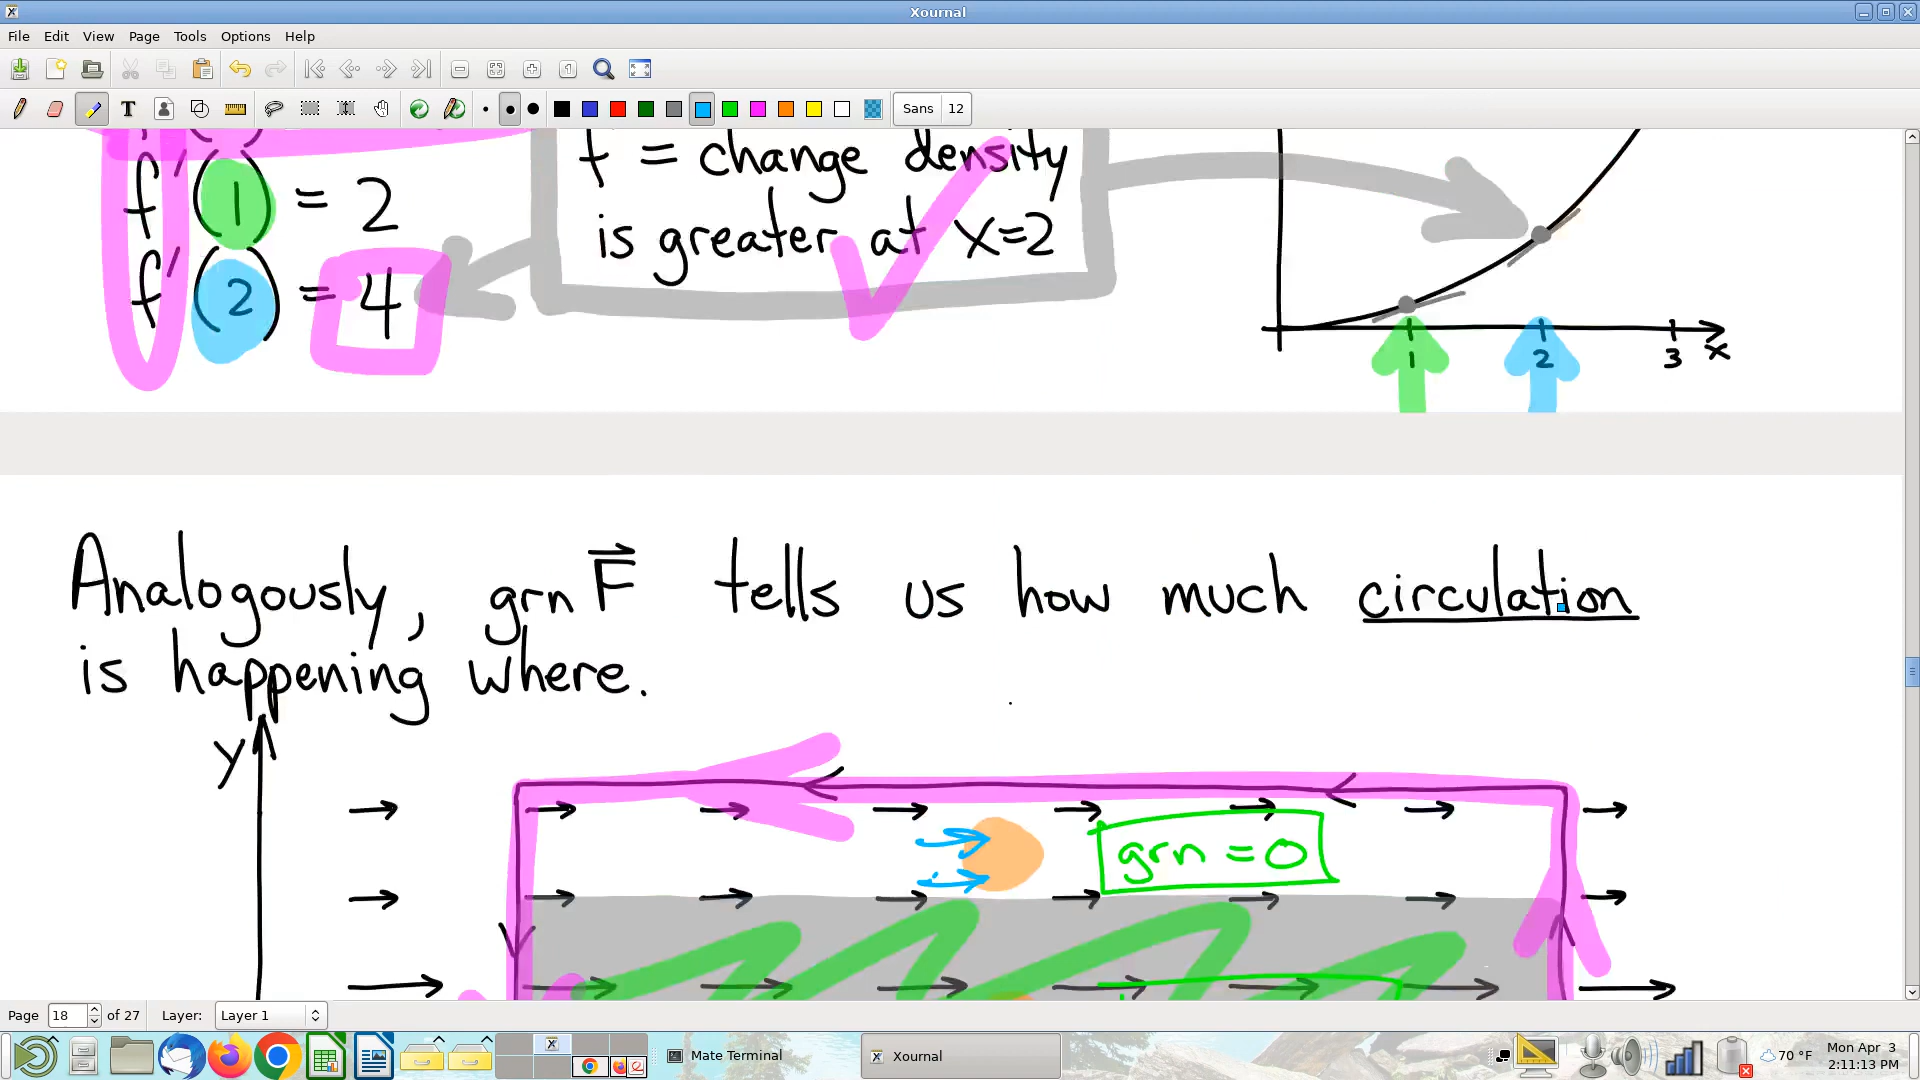 Xournal
File Edit View Page Tools Options Help
Sans 12
f'(1) = 2
f'(2) = 4
f' = change density
is greater at x=2
1 2 3 x
Analogously, grn F⃗ tells us how much circulation
is happening where.
y
grn = 0
Page 18 of 27 Layer: Layer 1
Mate Terminal
Xournal
70 °F
Mon Apr 3
2:11:13 PM